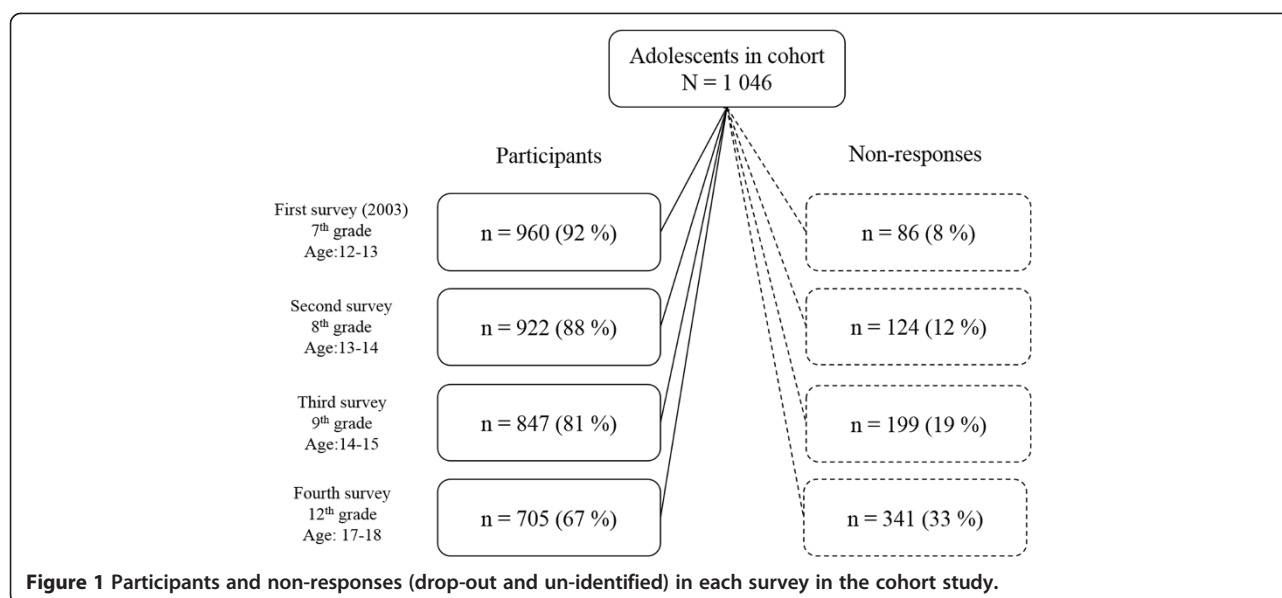 Adolescents in cohort
N = 1 046
Participants
Non-responses
First survey (2003)
7th grade
Age:12-13
n = 960 (92 %)
n = 86 (8 %)
Second survey
8th grade
Age:13-14
n = 922 (88 %)
n = 124 (12 %)
Third survey
9th grade
Age:14-15
n = 847 (81 %)
n = 199 (19 %)
Fourth survey
12th grade
Age: 17-18
n = 705 (67 %)
n = 341 (33 %)
Figure 1 Participants and non-responses (drop-out and un-identified) in each survey in the cohort study.